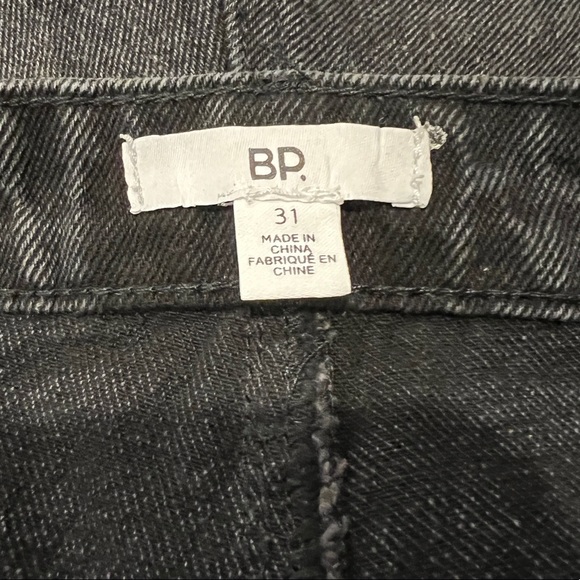 BP.
31
MADE IN
CHINA
FABRIQUÉ EN
CHINE